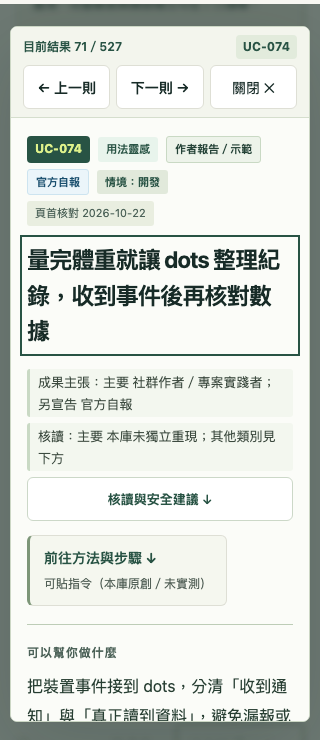 目前結果 71 / 527
UC-074
← 上一則
下一則 →
關閉 ×
UC-074
用法靈感
作者報告 / 示範
官方自報
情境：開發
頁首核對 2026-10-22
量完體重就讓 dots 整理紀
錄，收到事件後再核對數
據
成果主張：主要 社群作者 / 專案實踐者；
另宣告 官方自報
核讀：主要 本庫未獨立重現；其他類別見
下方
核讀與安全建議 ↓
前往方法與步驟 ↓
可貼指令（本庫原創 / 未實測）
可以幫你做什麼
把裝置事件接到 dots，分清「收到通
知」與「真正讀到資料」，避免漏報或